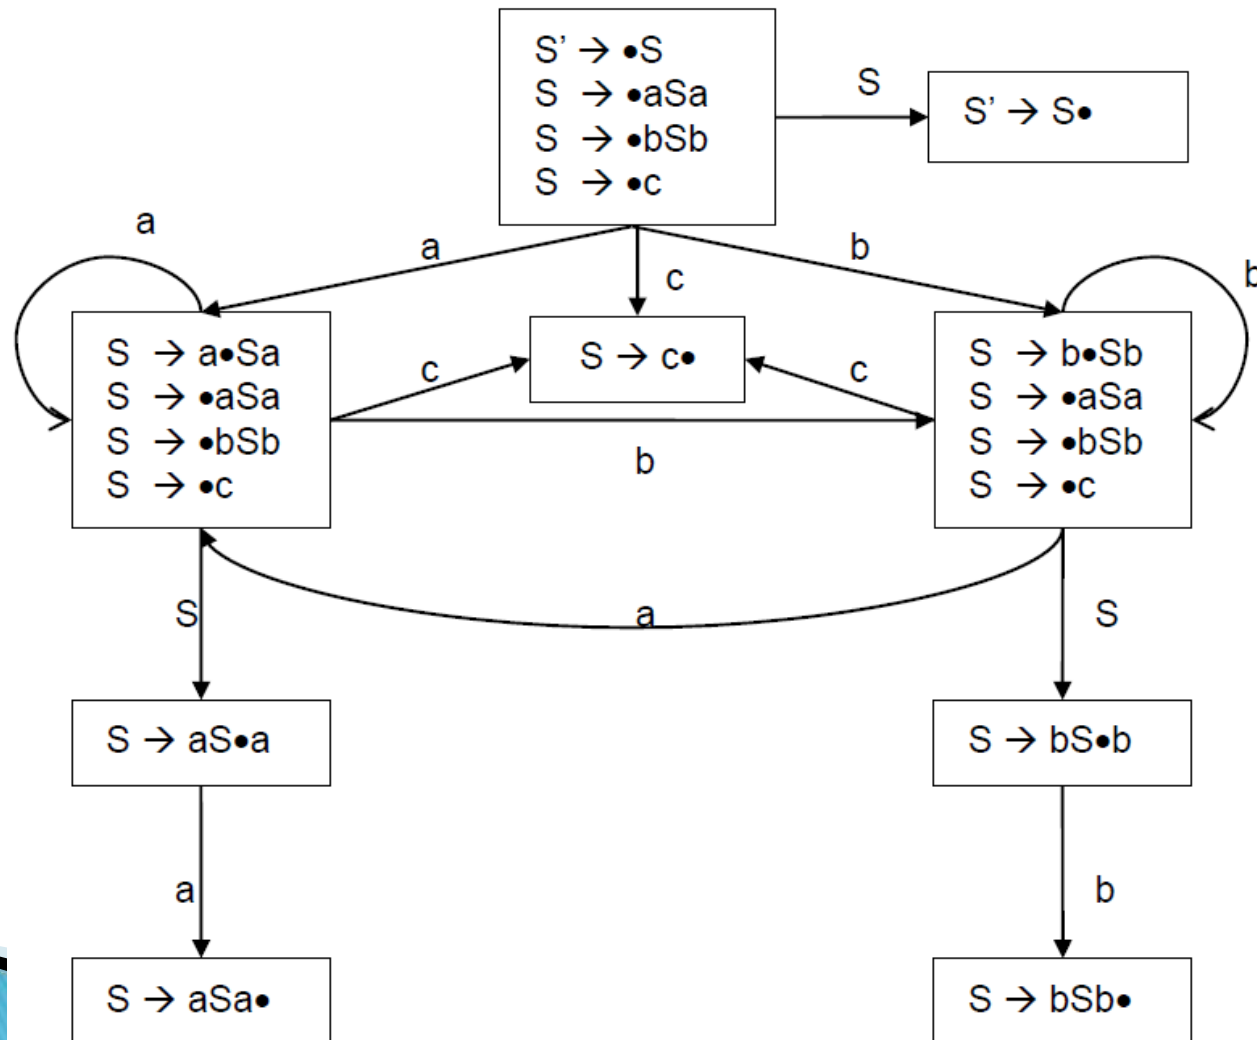 S’ → •S
S → •aSa
S → •bSb
S → •c
S
S’ → S•
a
a
c
b
b
S → a•Sa
S → •aSa
S → •bSb
S → •c
c
S → c•
c
b
S → b•Sb
S → •aSa
S → •bSb
S → •c
S
a
S
S → aS•a
S → bS•b
a
b
S → aSa•
S → bSb•